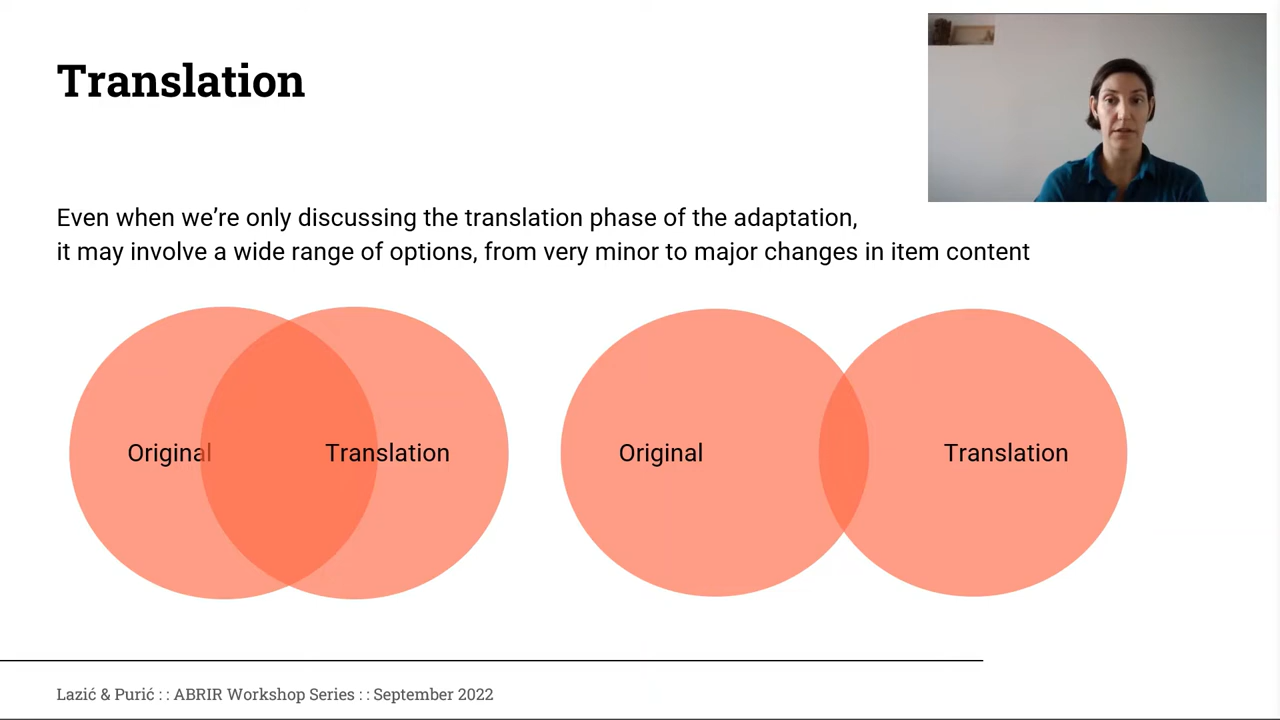 Translation
Even when we’re only discussing the translation phase of the adaptation,
it may involve a wide range of options, from very minor to major changes in item content
Original
Translation
Original
Translation
Lazić & Purić : : ABRIR Workshop Series : : September 2022